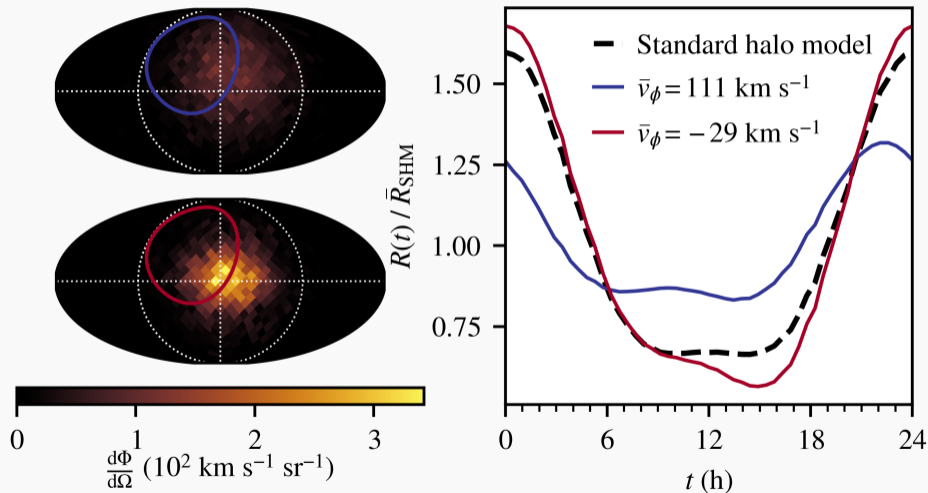 0 1 2 3
dΦ/dΩ (10² km s⁻¹ sr⁻¹)
R(t) / R̄_SHM
1.50
1.25
1.00
0.75
Standard halo model
v̄_ϕ = 111 km s⁻¹
v̄_ϕ = −29 km s⁻¹
0 6 12 18 24
t (h)